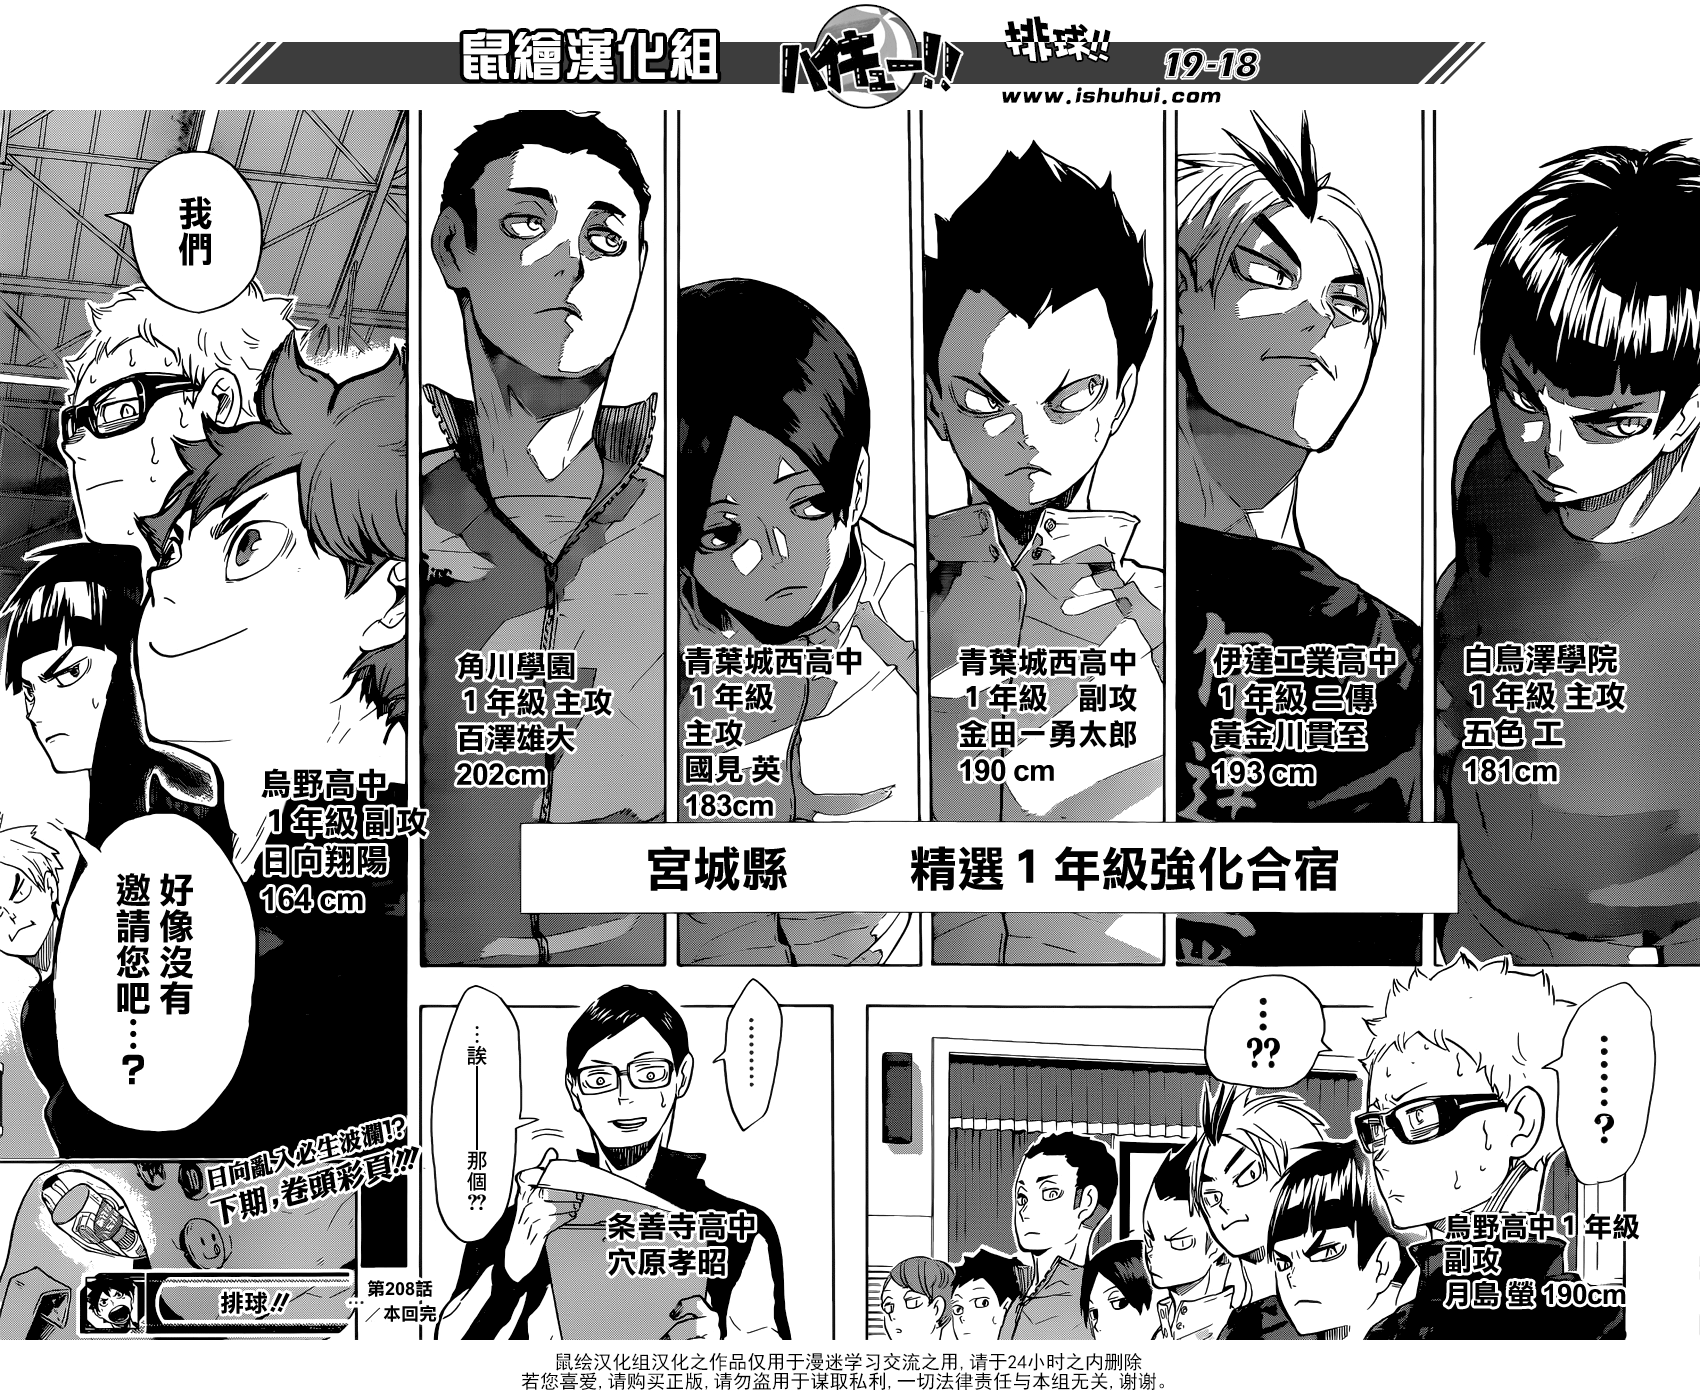 鼠繪漢化組
ハイキュー!!
排球!!
19-18
www.ishuhui.com
白鳥澤學院
1年級 主攻
五色 工
181cm
伊達工業高中
1年級 二傳
黃金川貫至
193 cm
青葉城西高中
1年級 副攻
金田一勇太郎
190 cm
青葉城西高中
1年級
主攻
國見 英
183cm
角川學園
1年級 主攻
百澤雄大
202cm
宮城縣 精選1年級強化合宿
………?
…??
烏野高中1年級
副攻
月島 螢 190cm
………
…誒——那個??
条善寺高中
穴原孝昭
我們
好像沒有
邀請您吧……?
烏野高中
1年級 副攻
日向翔陽
164 cm
伊達工
日向亂入必生波瀾!?
下期,卷頭彩頁!!!
排球!!
…
第208話
／本回完
鼠绘汉化组汉化之作品仅用于漫迷学习交流之用,请于24小时之内删除
若您喜爱,请购买正版,请勿盗用于谋取私利,一切法律责任与本组无关,谢谢。